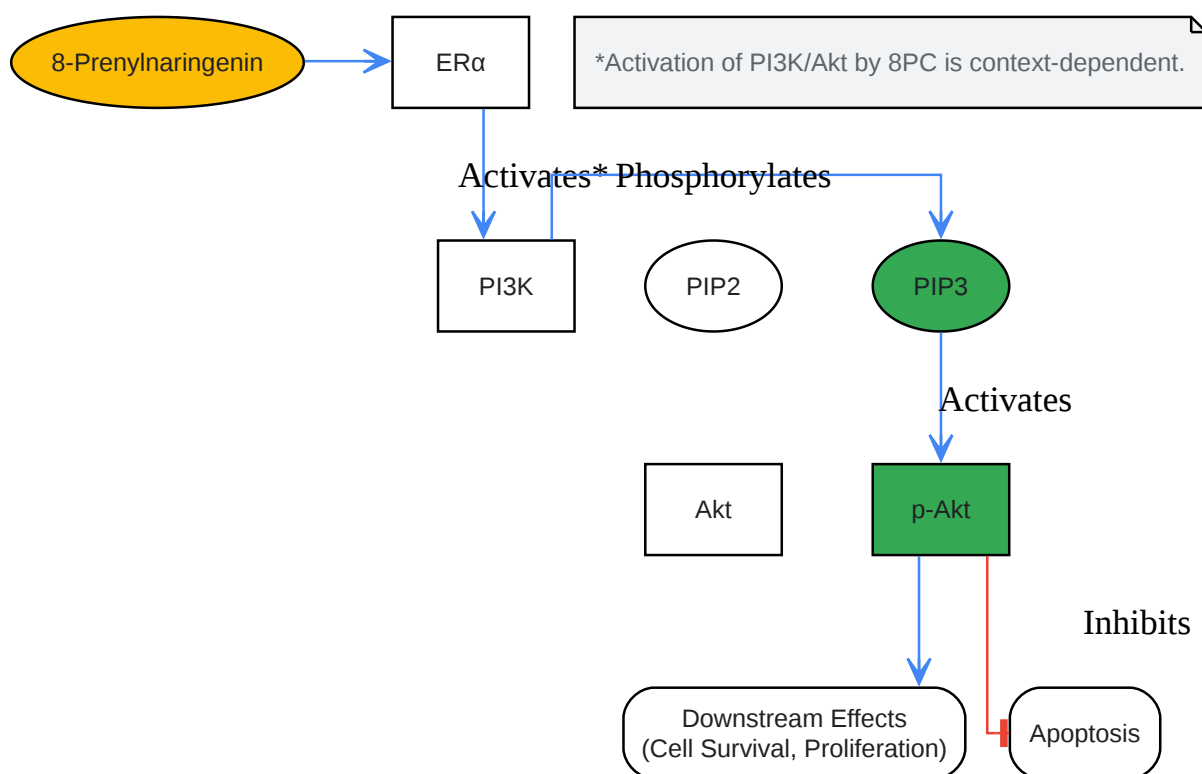 8-Prenylnaringenin
ERα
*Activation of PI3K/Akt by 8PC is context-dependent.
Activates*
Phosphorylates
PI3K
PIP2
PIP3
Activates
Akt
p-Akt
Inhibits
Downstream Effects
(Cell Survival, Proliferation)
Apoptosis